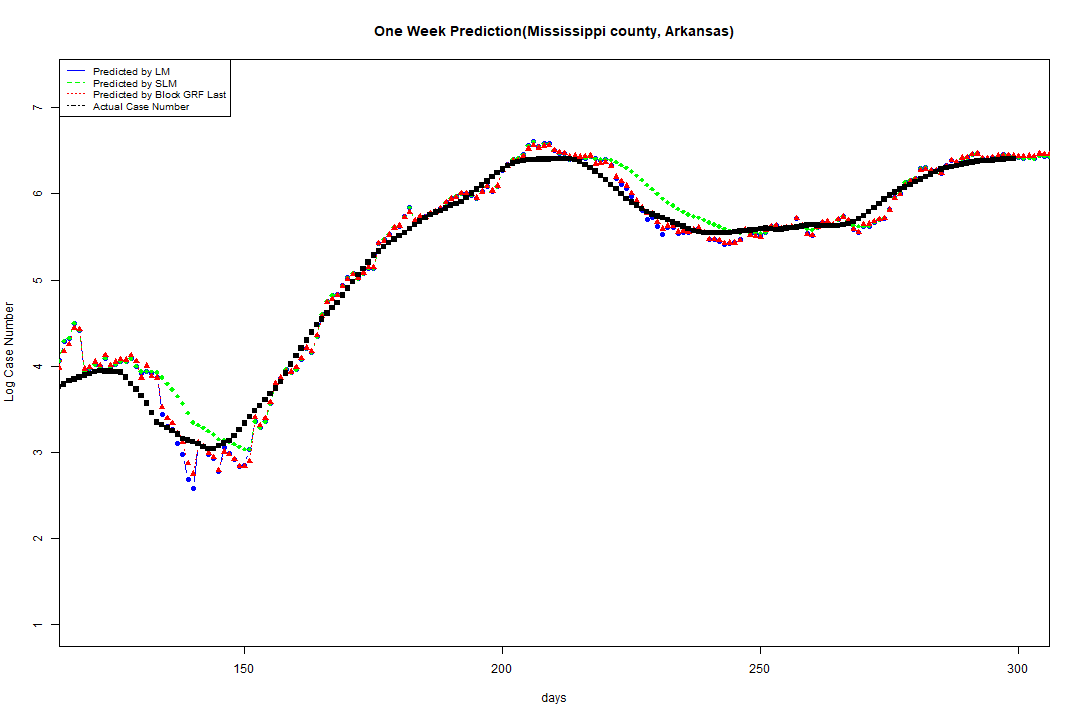 One Week Prediction(Mississippi county, Arkansas)
Predicted by LM
Predicted by SLM
Predicted by Block GRF Last
Actual Case Number
7
6
5
4
3
2
1
Log Case Number
150 200 250 300
days